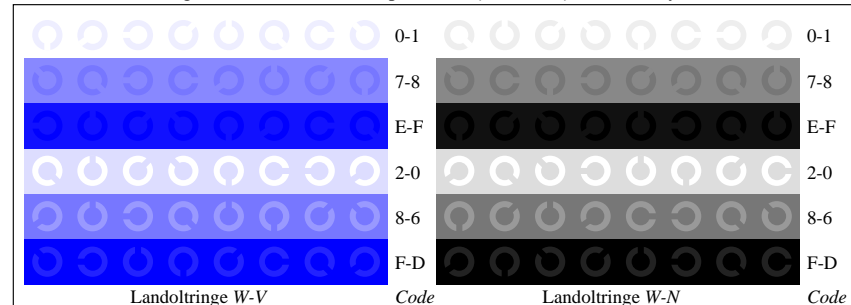 0-1 0-1
7-8 7-8
E-F E-F
2-0 2-0
8-6 8-6
F-D F-D
Landoltringe W-V Code Landoltringe W-N Code